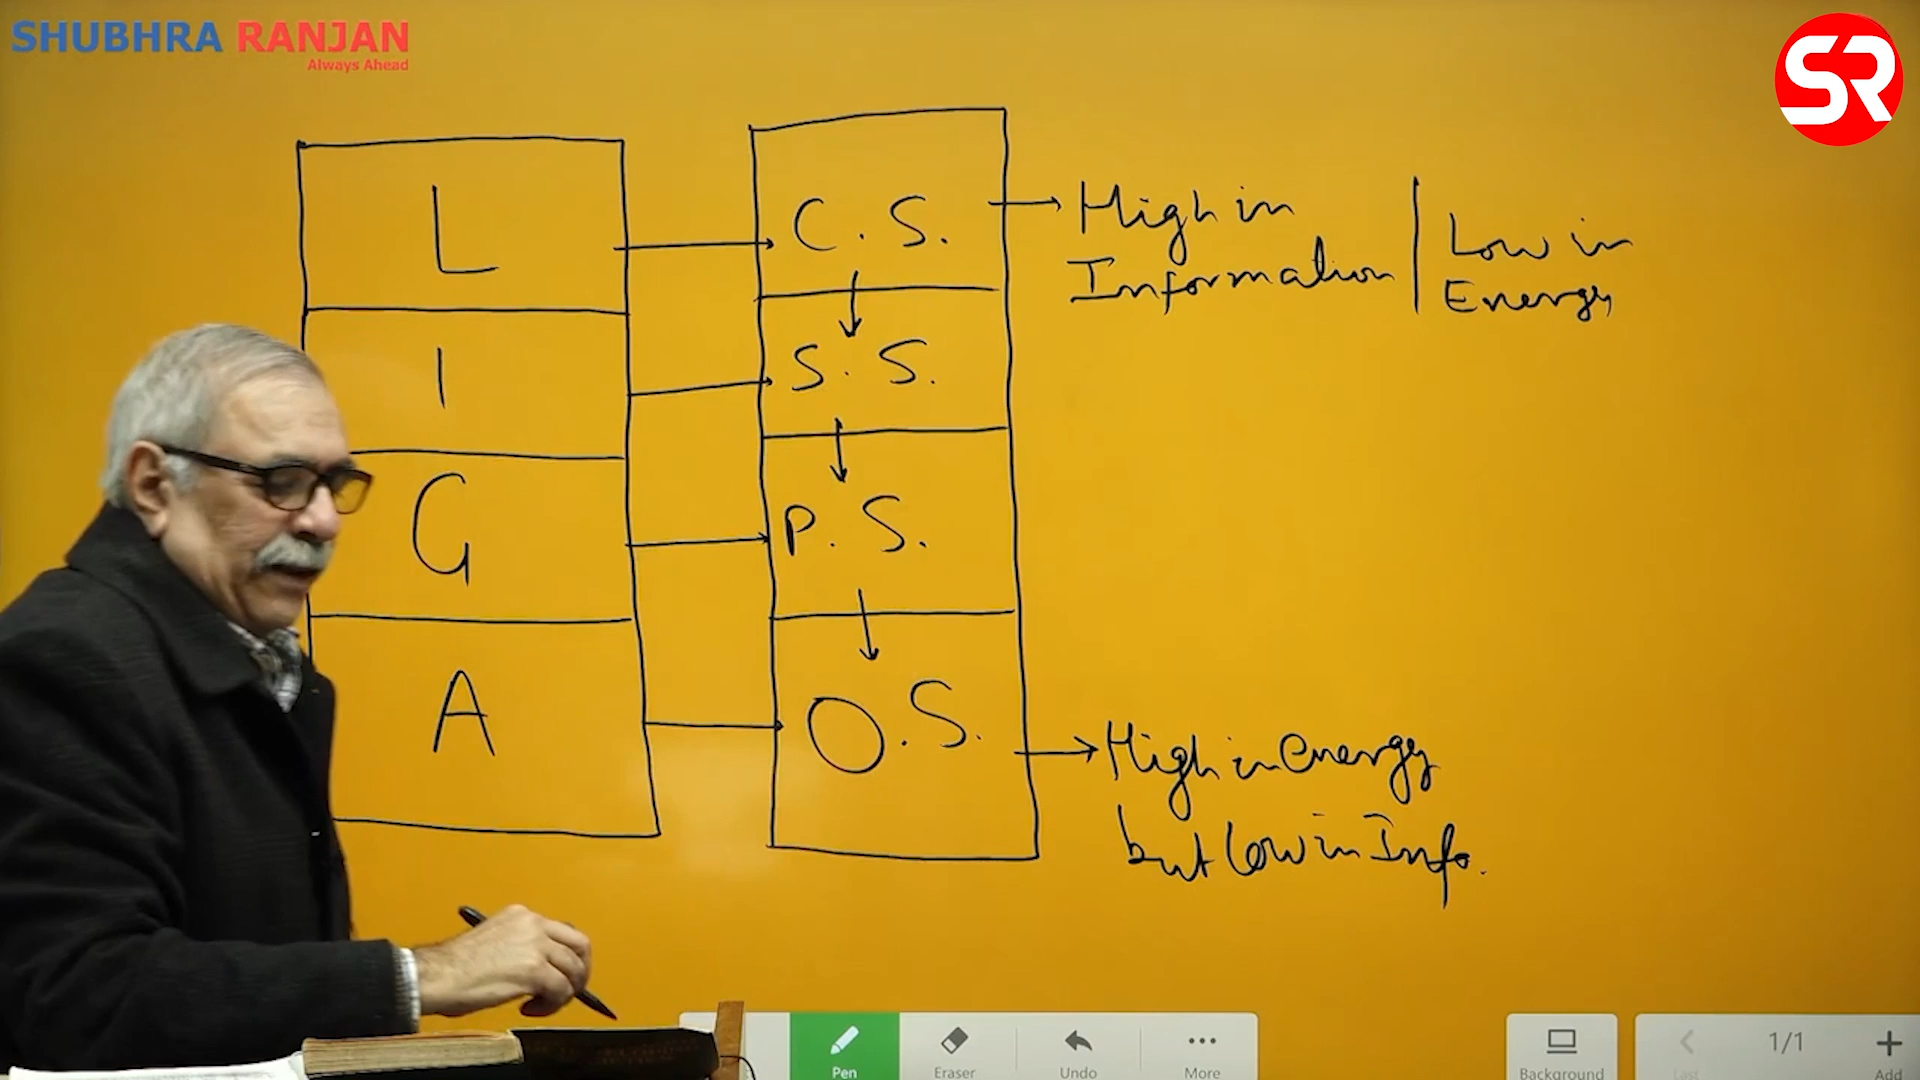 SHUBHRA RANJAN
Always Ahead
SR
L
C. S.
High in
Information
Low in
Energy
I
S. S.
G
P. S.
A
O. S.
High in energy
but low in Info.
Pen
Eraser
Undo
More
Background
Last
1/1
Add